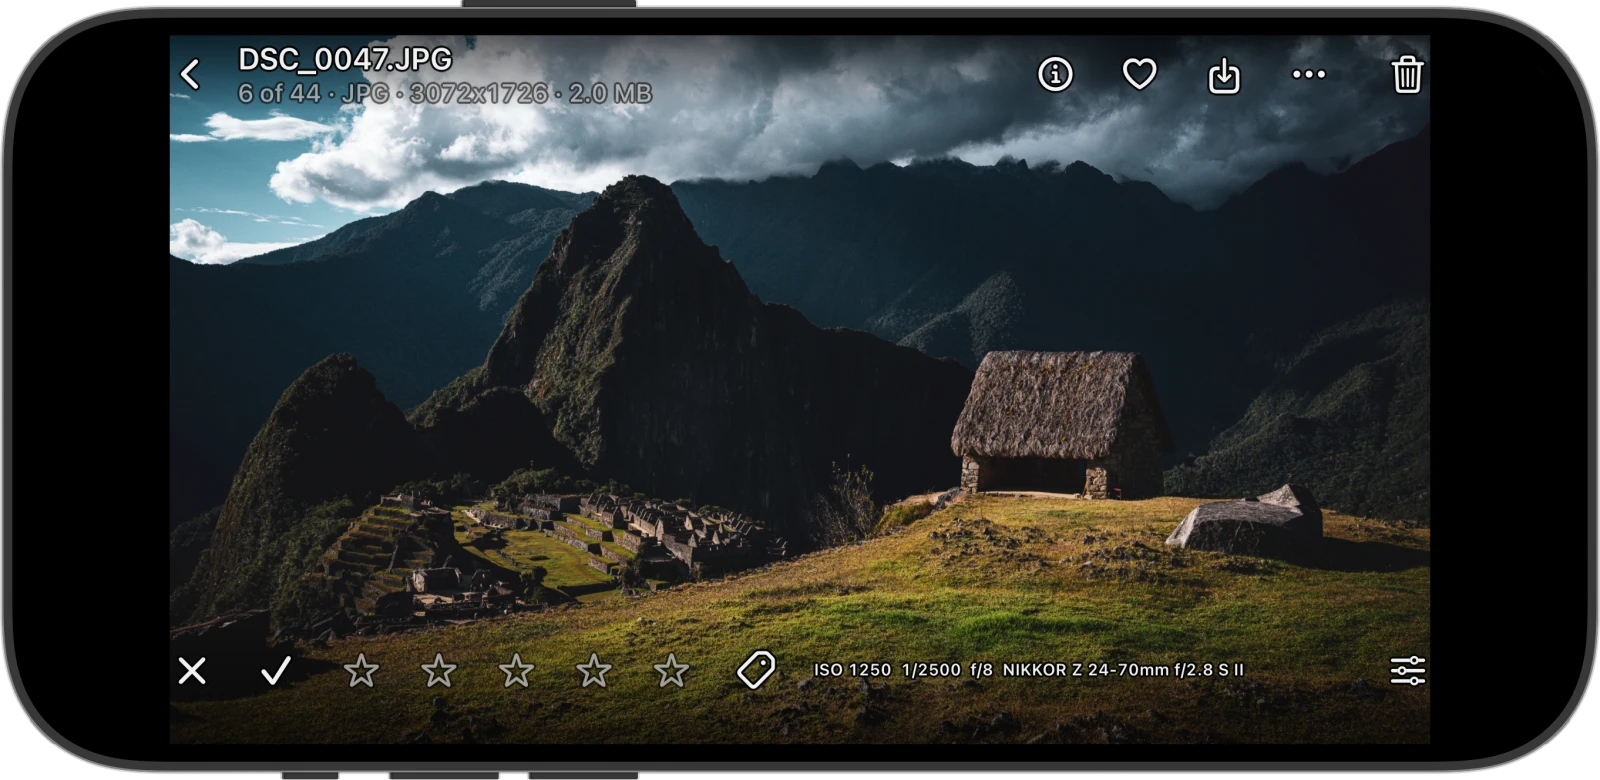 DSC_0047.JPG
6 of 44 · JPG · 3072x1726 · 2.0 MB
ISO 1250 1/2500 f/8 NIKKOR Z 24-70mm f/2.8 S II